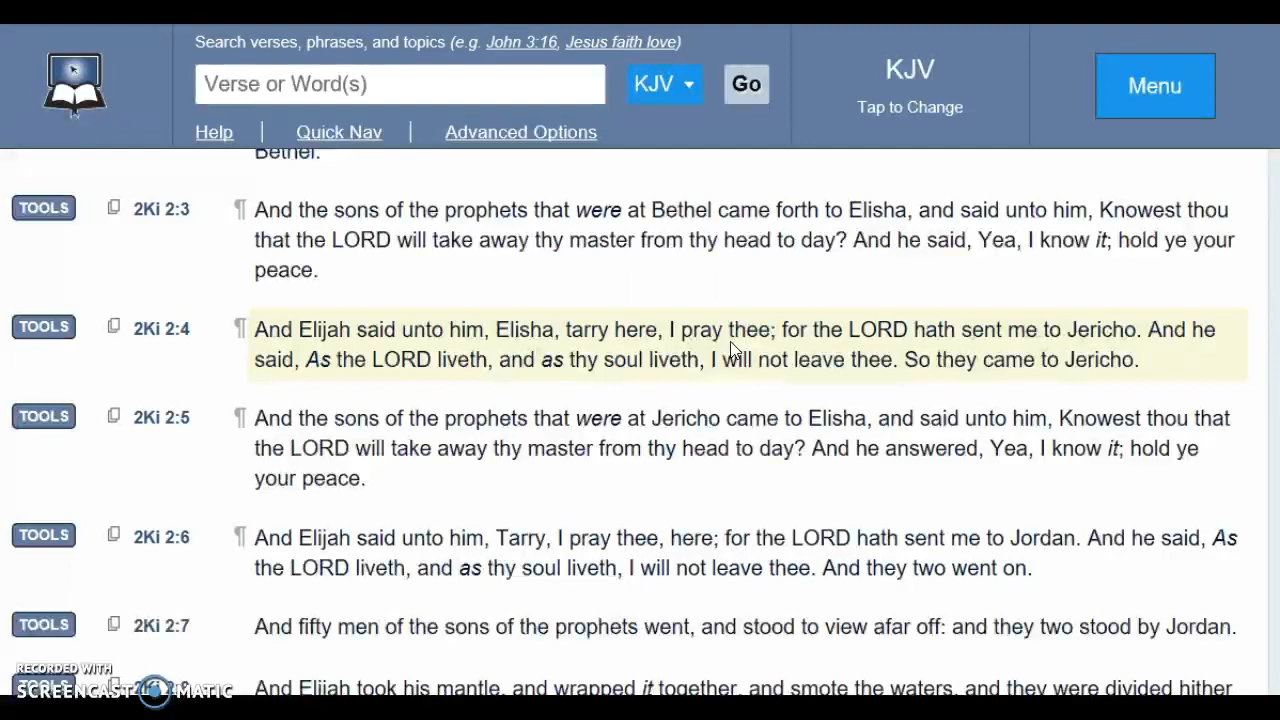 Search verses, phrases, and topics (e.g. John 3:16, Jesus faith love)
Verse or Word(s)
KJV
Go
Help | Quick Nav | Advanced Options
KJV
Tap to Change
Menu
Bethel.
TOOLS 2Ki 2:3 ¶ And the sons of the prophets that were at Bethel came forth to Elisha, and said unto him, Knowest thou
that the LORD will take away thy master from thy head to day? And he said, Yea, I know it; hold ye your
peace.
TOOLS 2Ki 2:4 ¶ And Elijah said unto him, Elisha, tarry here, I pray thee; for the LORD hath sent me to Jericho. And he
said, As the LORD liveth, and as thy soul liveth, I will not leave thee. So they came to Jericho.
TOOLS 2Ki 2:5 ¶ And the sons of the prophets that were at Jericho came to Elisha, and said unto him, Knowest thou that
the LORD will take away thy master from thy head to day? And he answered, Yea, I know it; hold ye
your peace.
TOOLS 2Ki 2:6 ¶ And Elijah said unto him, Tarry, I pray thee, here; for the LORD hath sent me to Jordan. And he said, As
the LORD liveth, and as thy soul liveth, I will not leave thee. And they two went on.
TOOLS 2Ki 2:7 And fifty men of the sons of the prophets went, and stood to view afar off: and they two stood by Jordan.
RECORDED WITH
SCREENCAST MATIC
TOOLS And Elijah took his mantle, and wrapped it together, and smote the waters, and they were divided hither